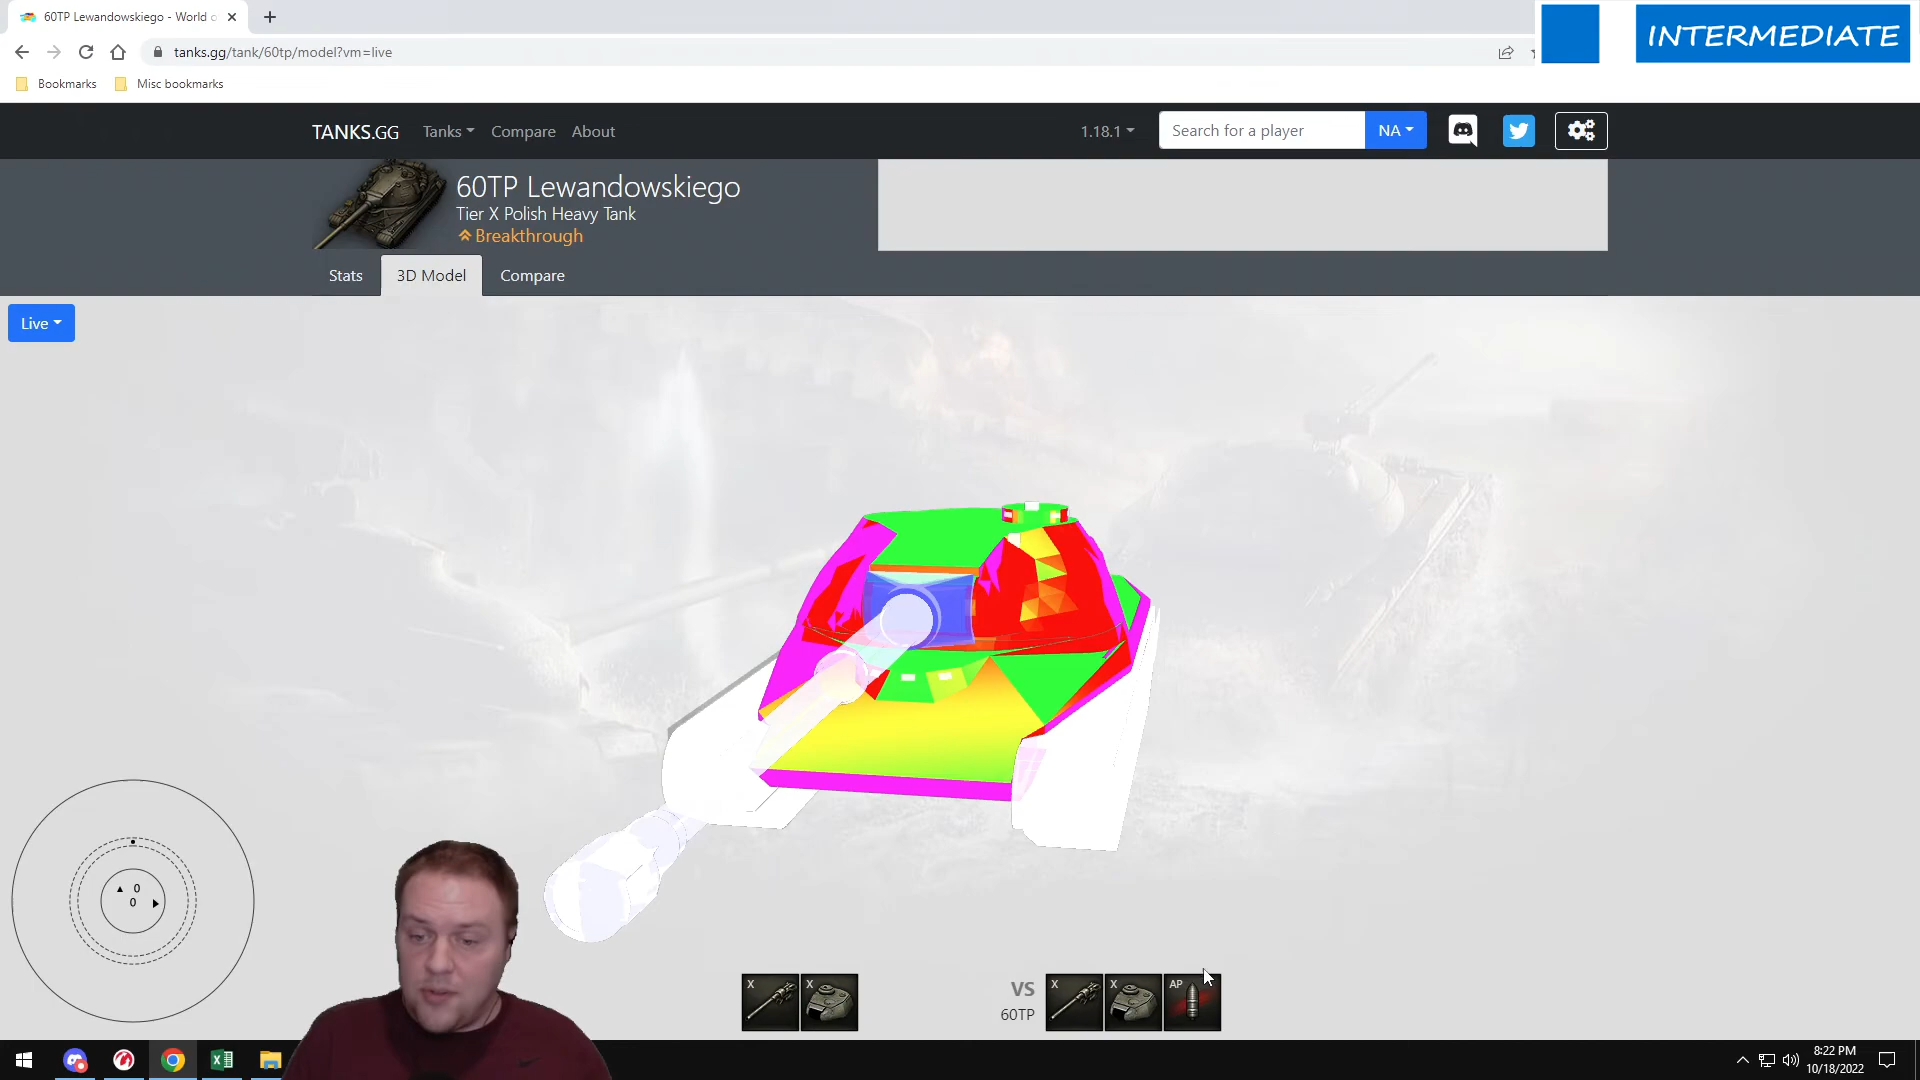 60TP Lewandowskiego - World o
INTERMEDIATE
tanks.gg/tank/60tp/model?vm=live
Bookmarks
Misc bookmarks
TANKS.GG
Tanks
Compare
About
1.18.1
Search for a player
NA
60TP Lewandowskiego
Tier X Polish Heavy Tank
Breakthrough
Stats
3D Model
Compare
Live
0
0
X
X
VS
60TP
X
X
AP
8:22 PM
10/18/2022